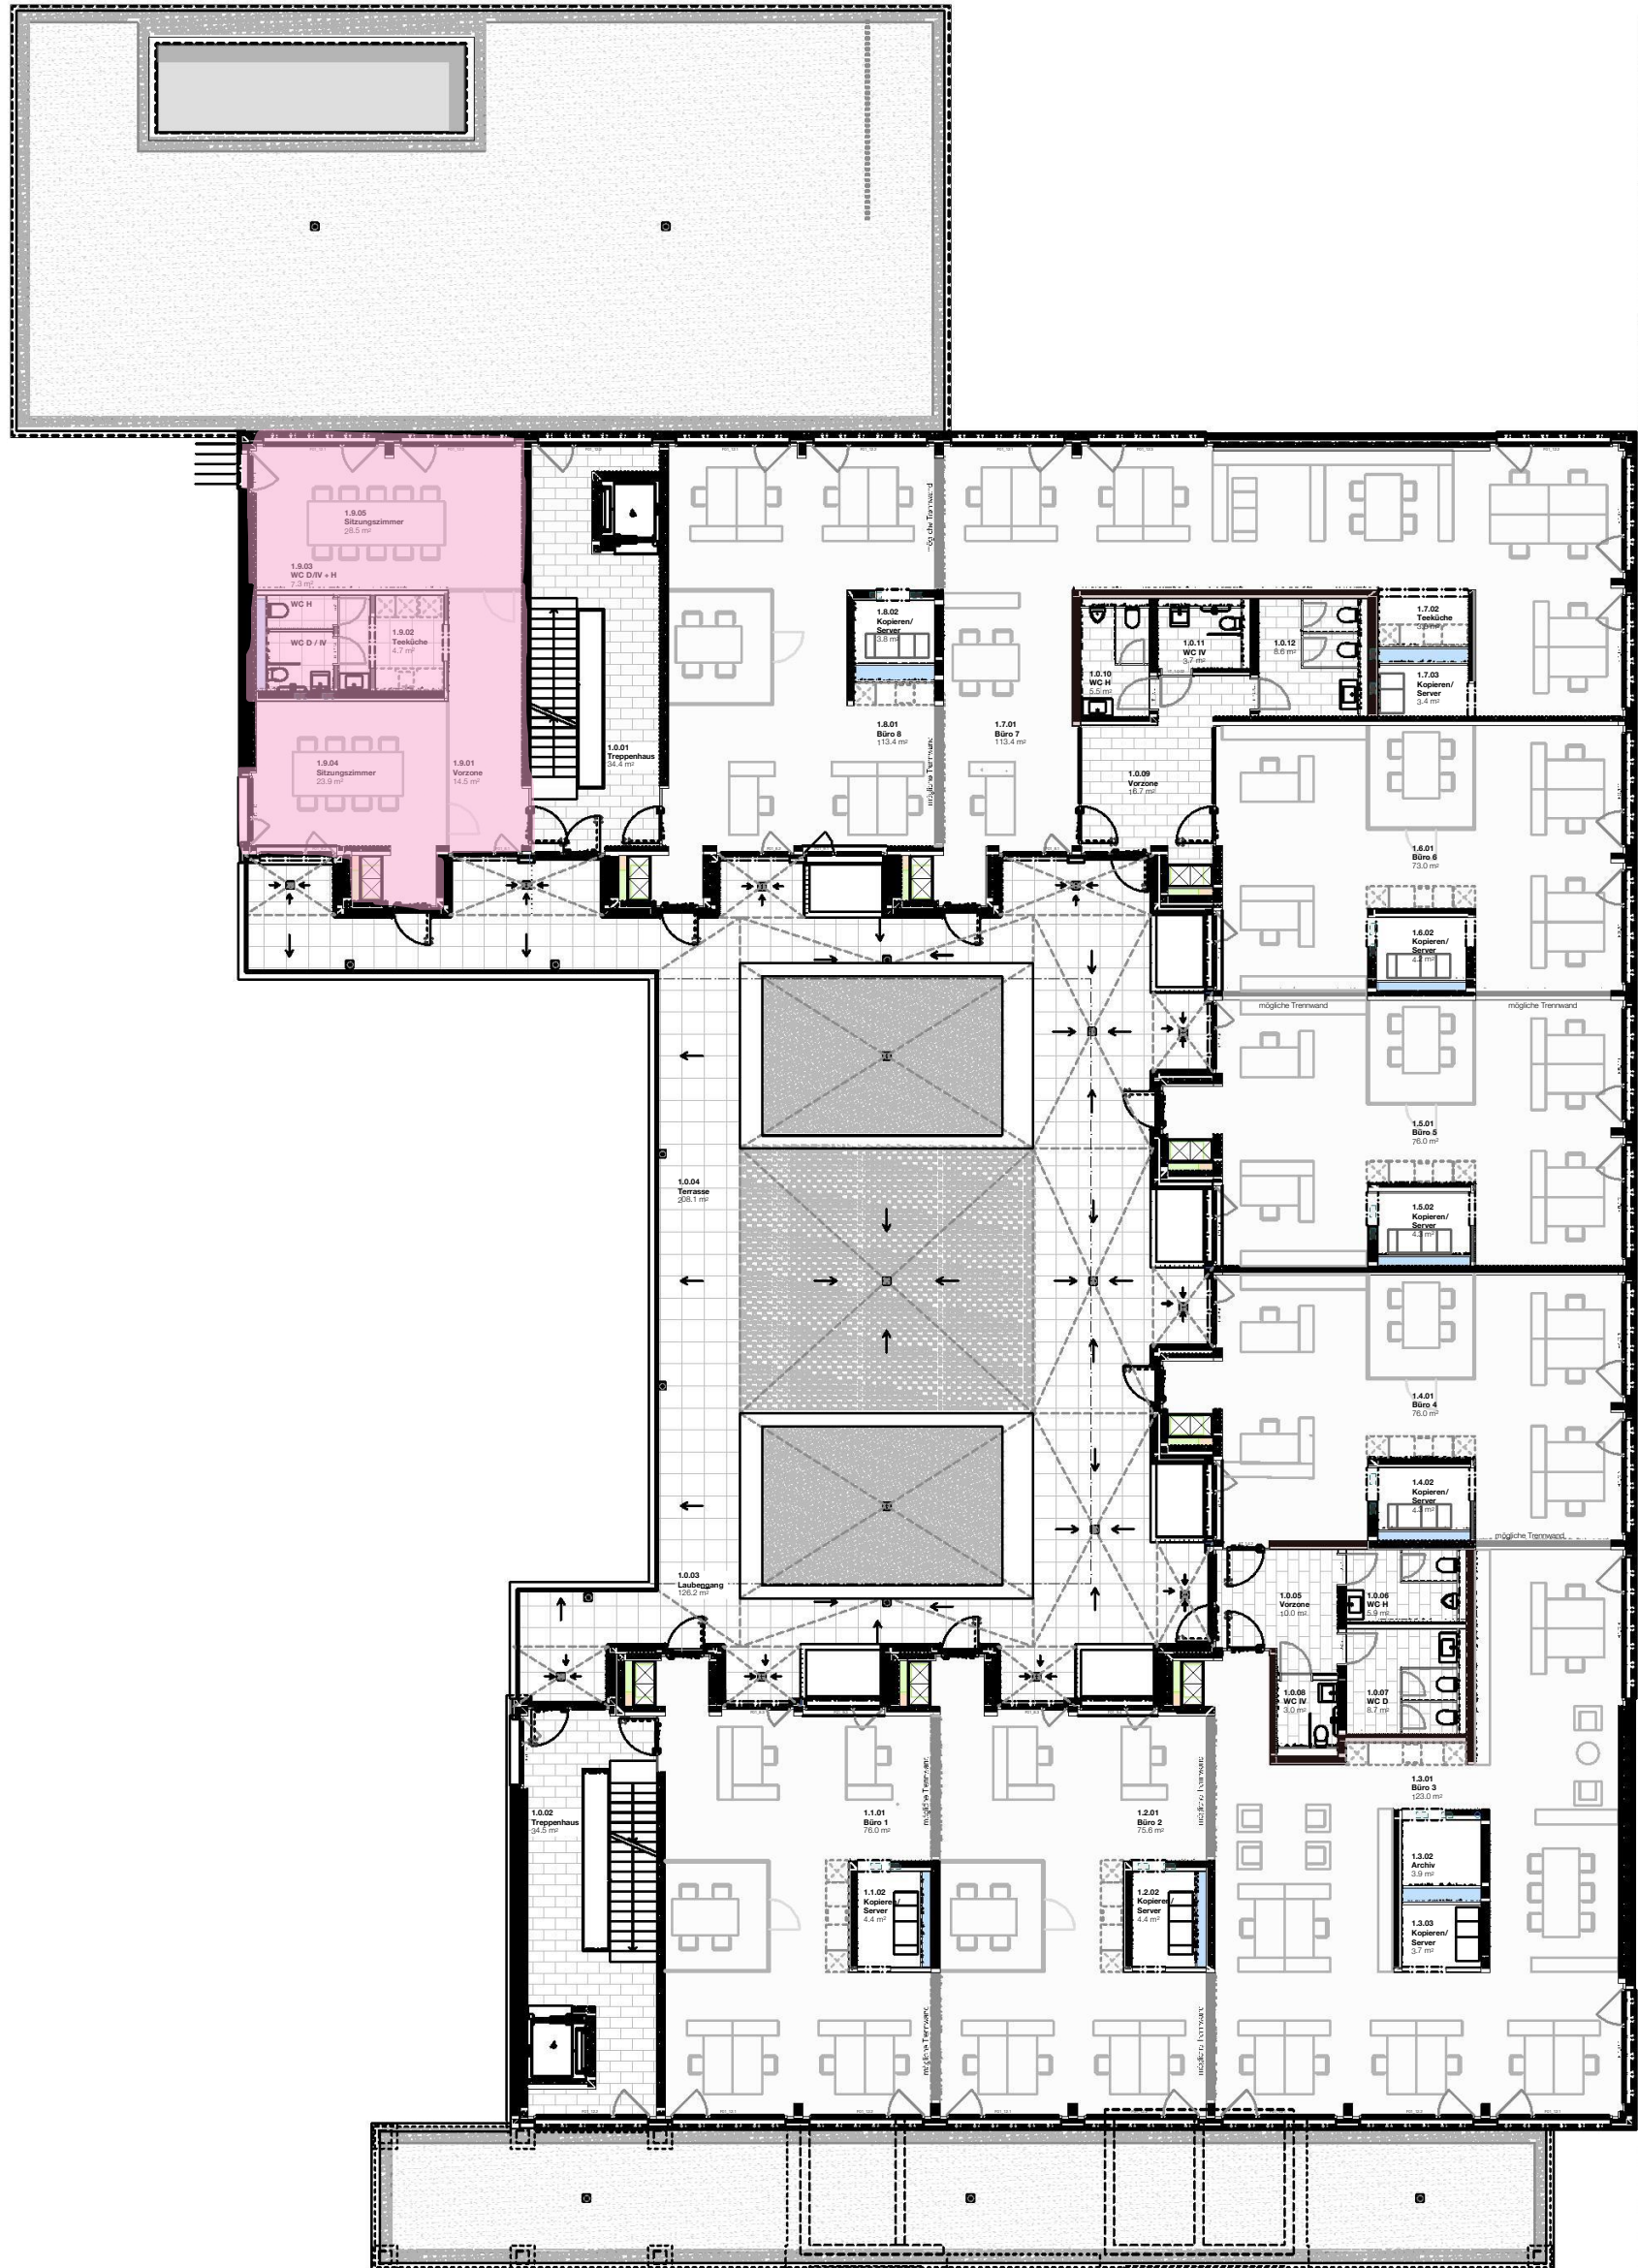 1.9.05
Sitzungszimmer
28.5 m²
1.9.03
WC D/IV + H
7.3 m²
WC H
WC D / IV
1.9.02
Teeküche
4.7 m²
1.9.04
Sitzungszimmer
23.9 m²
1.9.01
Vorzone
14.5 m²
1.0.01
Treppenhaus
34.4 m²
1.8.02
Kopieren/
Server
3.8 m²
1.8.01
Büro 8
113.4 m²
1.7.01
Büro 7
113.4 m²
mögliche Trennwand
mögliche Trennwand
1.0.10
WC H
5.5 m²
1.0.11
WC IV
3.7 m²
1.0.12
8.6 m²
1.7.02
Teeküche
1.7.03
Kopieren/
Server
3.4 m²
1.0.09
Vorzone
16.7 m²
1.6.01
Büro 6
73.0 m²
1.6.02
Kopieren/
Server
4.2 m²
mögliche Trennwand
mögliche Trennwand
1.5.01
Büro 5
76.0 m²
1.0.04
Terrasse
208.1 m²
1.5.02
Kopieren/
Server
1.4.01
Büro 4
76.0 m²
1.4.02
Kopieren/
Server
mögliche Trennwand
1.0.03
Laubengang
126.2 m²
1.0.05
Vorzone
10.0 m²
1.0.06
WC H
5.9 m²
1.0.08
WC IV
3.0 m²
1.0.07
WC D
8.7 m²
1.3.01
Büro 3
123.0 m²
1.0.02
Treppenhaus
34.5 m²
1.1.01
Büro 1
76.0 m²
mögliche Trennwand
1.2.01
Büro 2
75.6 m²
mögliche Trennwand
1.3.02
Archiv
3.9 m²
1.1.02
Kopieren/
Server
4.4 m²
1.2.02
Kopieren/
Server
4.4 m²
1.3.03
Kopieren/
Server
3.7 m²
mögliche Trennwand
mögliche Trennwand